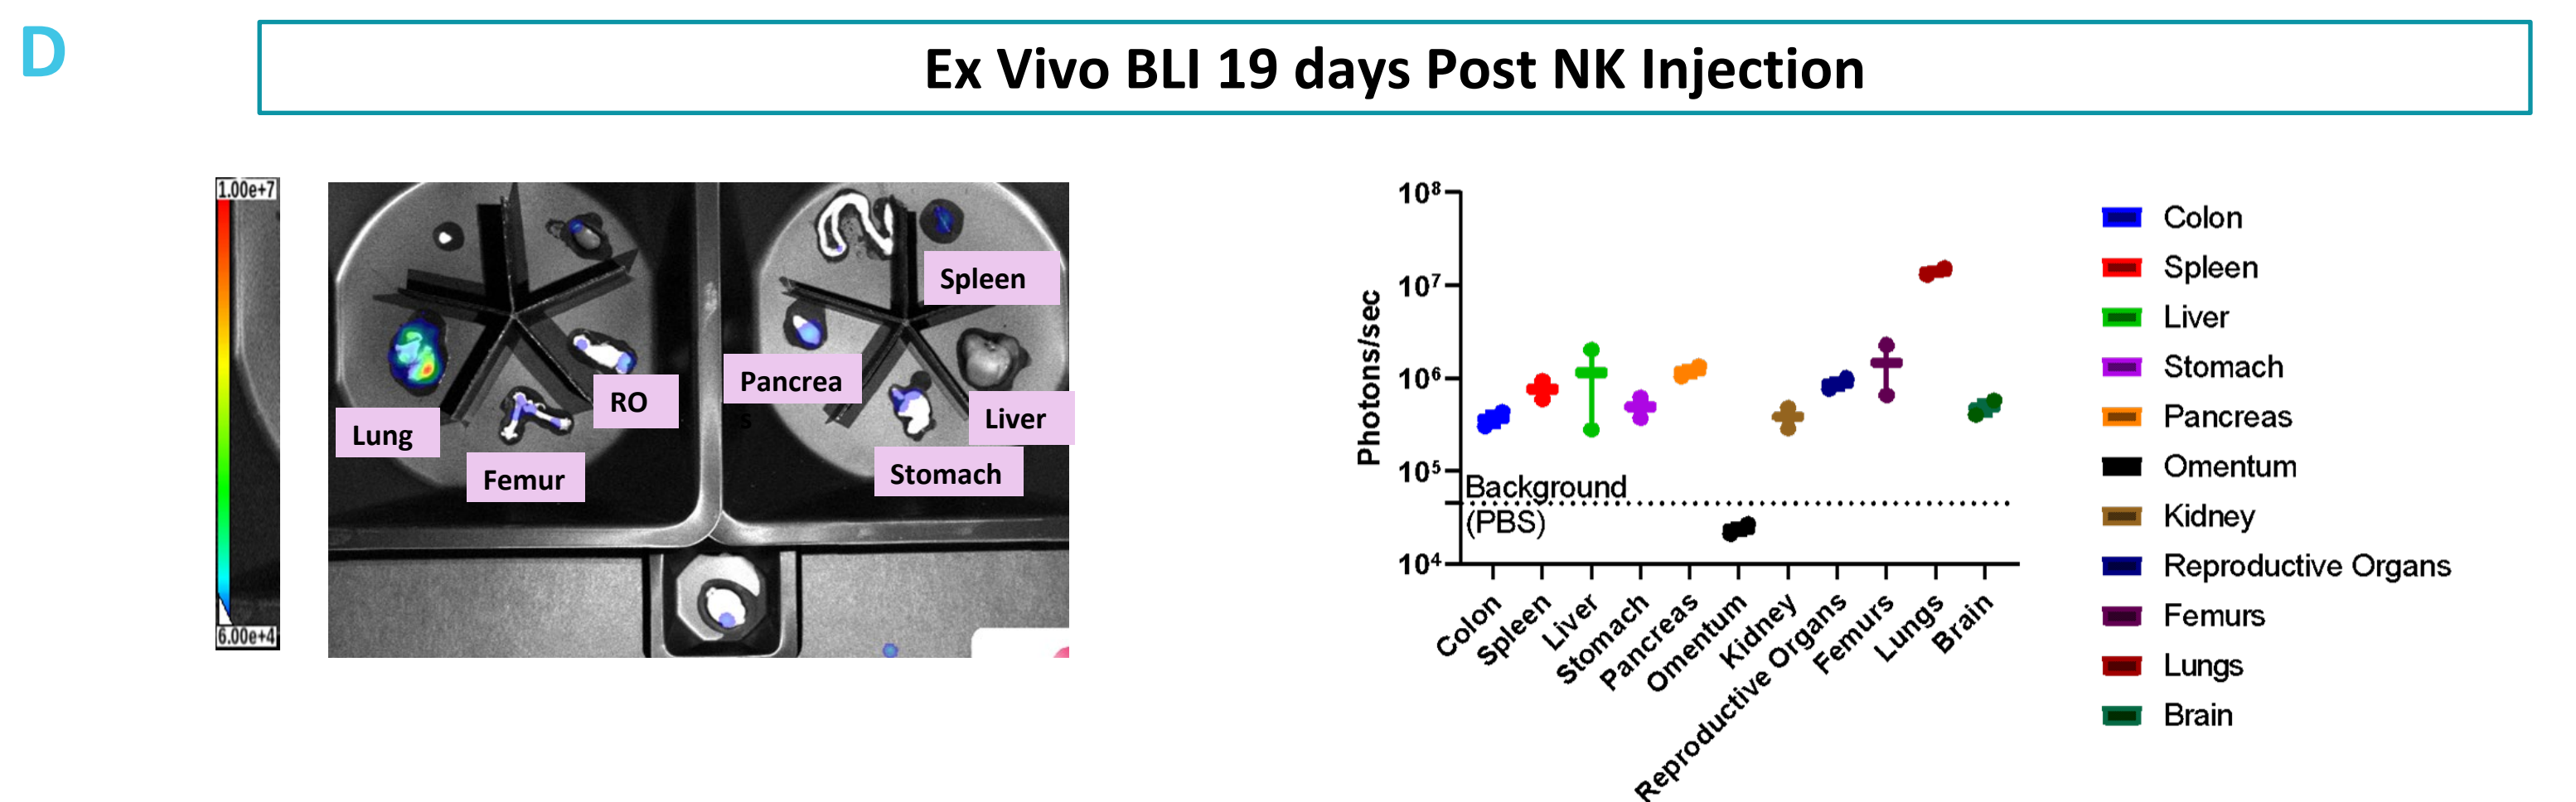 D
Ex Vivo BLI 19 days Post NK Injection
1.00e+7
6.00e+4
Spleen
Pancrea
s
RO
Liver
Lung
Stomach
Femur
Photons/sec
10⁸
10⁷
10⁶
10⁵
10⁴
Background
(PBS)
Colon
Spleen
Liver
Stomach
Pancreas
Omentum
Kidney
Reproductive Organs
Femurs
Lungs
Brain
Colon
Spleen
Liver
Stomach
Pancreas
Omentum
Kidney
Reproductive Organs
Femurs
Lungs
Brain